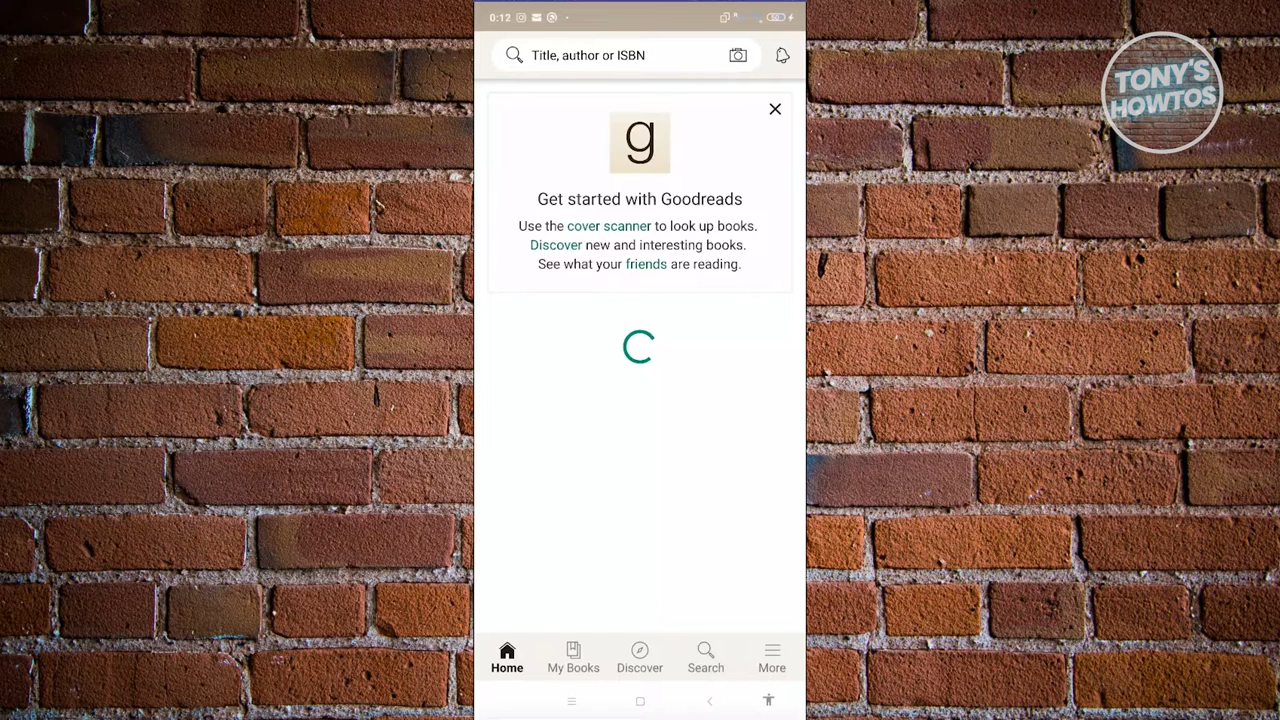 0:12
Title, author or ISBN
TONY'S
HOWTOS
g
Get started with Goodreads
Use the cover scanner to look up books.
Discover new and interesting books.
See what your friends are reading.
Home
My Books
Discover
Search
More